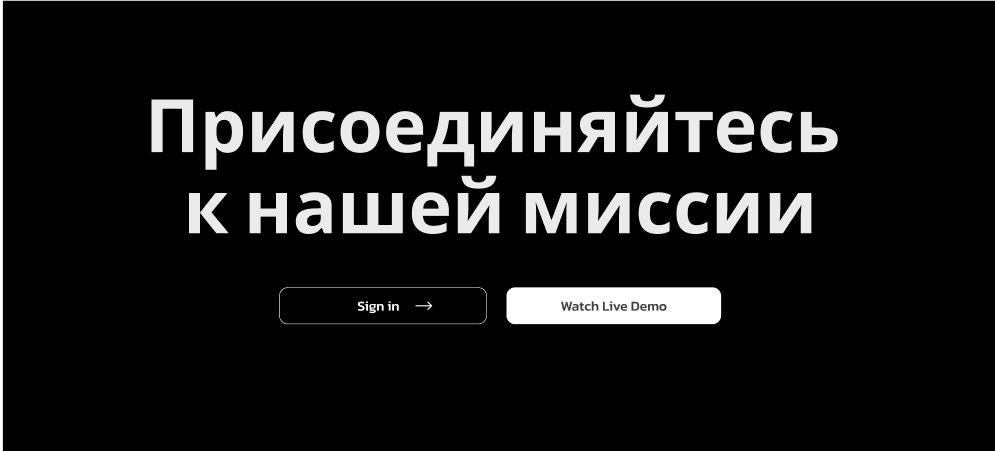 Присоединяйтесь
к нашей миссии
Sign in
Watch Live Demo